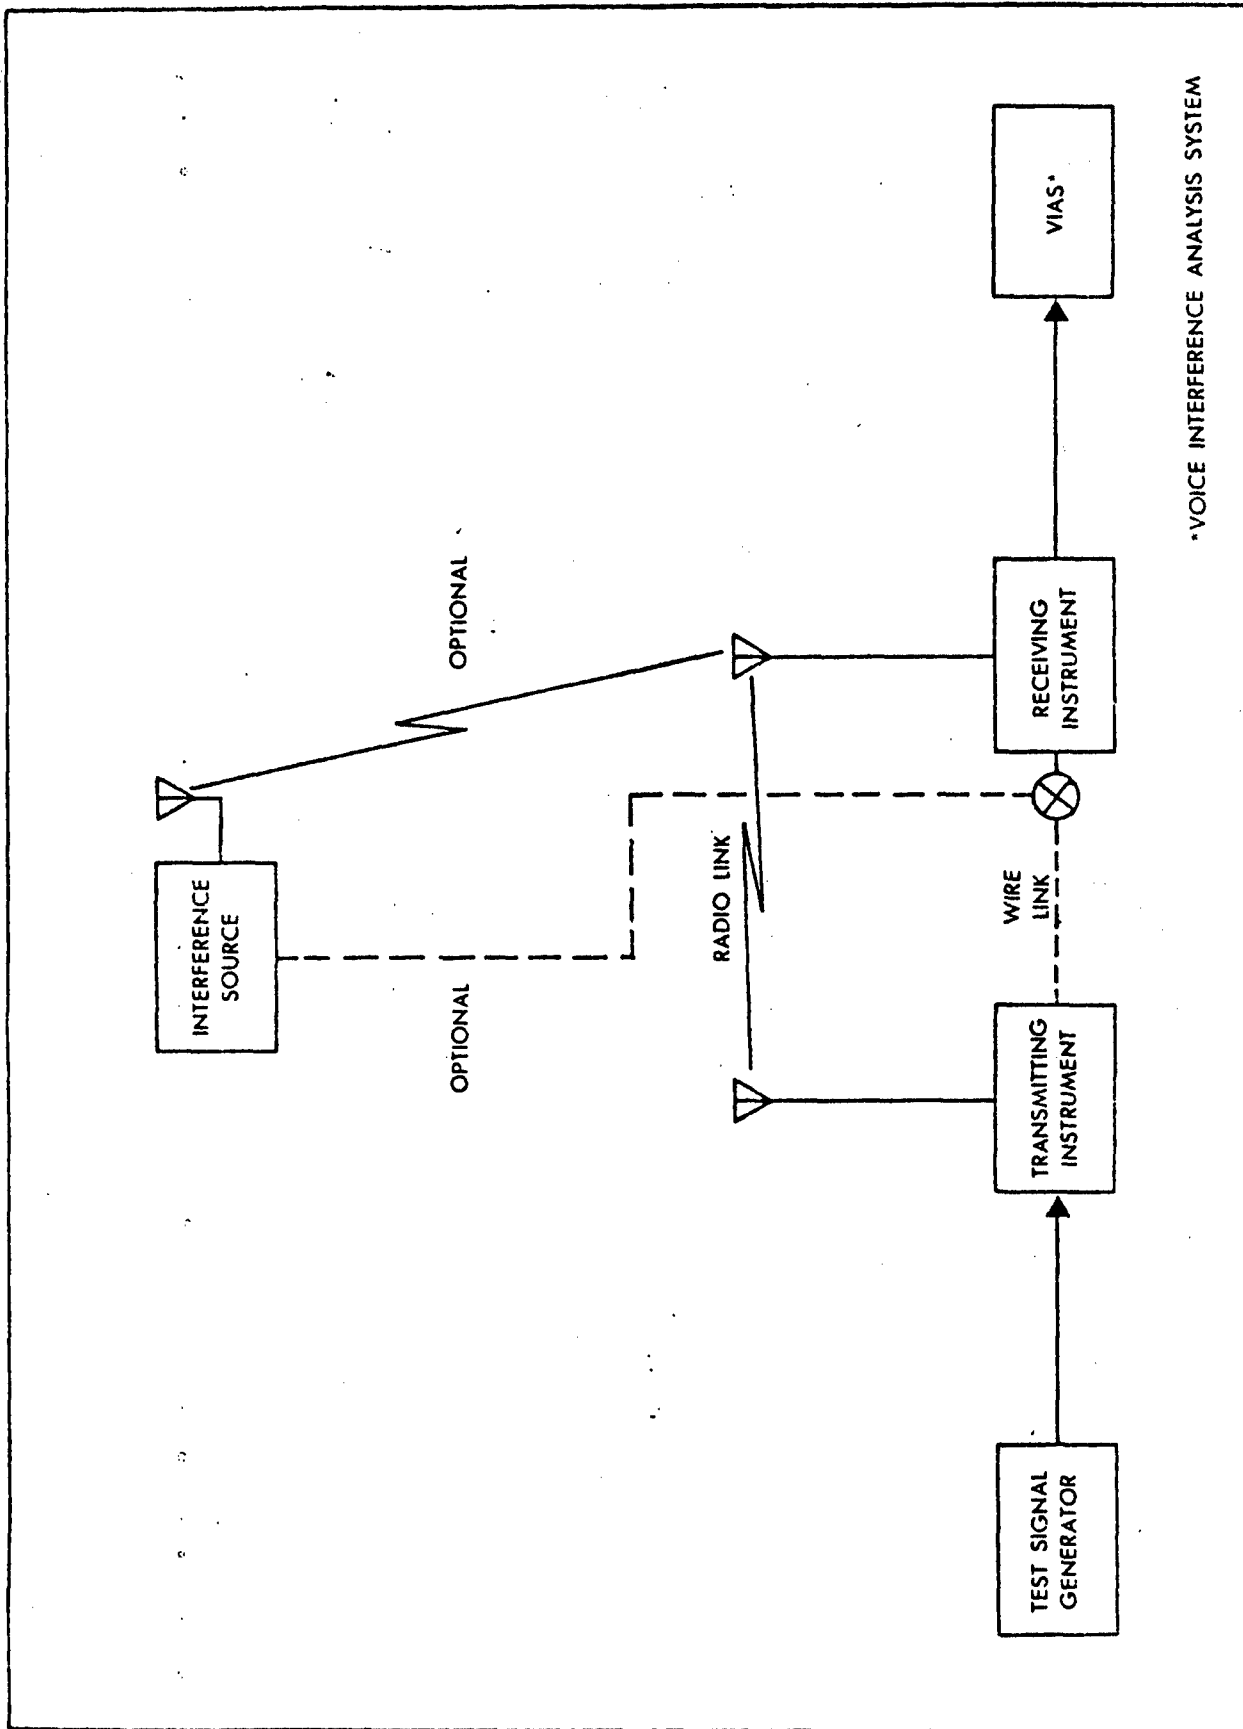 INTERFERENCE
SOURCE
OPTIONAL
OPTIONAL
RADIO LINK
WIRE
LINK
TEST SIGNAL
GENERATOR
TRANSMITTING
INSTRUMENT
RECEIVING
INSTRUMENT
VIAS*
*VOICE INTERFERENCE ANALYSIS SYSTEM